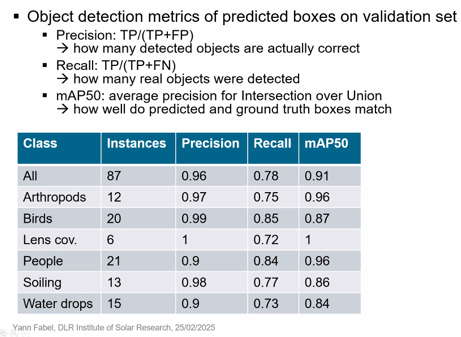 ▪ Object detection metrics of predicted boxes on validation set
▪ Precision: TP/(TP+FP)
→ how many detected objects are actually correct
▪ Recall: TP/(TP+FN)
→ how many real objects were detected
▪ mAP50: average precision for Intersection over Union
→ how well do predicted and ground truth boxes match
Class Instances Precision Recall mAP50
All 87 0.96 0.78 0.91
Arthropods 12 0.97 0.75 0.96
Birds 20 0.99 0.85 0.87
Lens cov. 6 1 0.72 1
People 21 0.9 0.84 0.96
Soiling 13 0.98 0.77 0.86
Water drops 15 0.9 0.73 0.84
Yann Fabel, DLR Institute of Solar Research, 25/02/2025